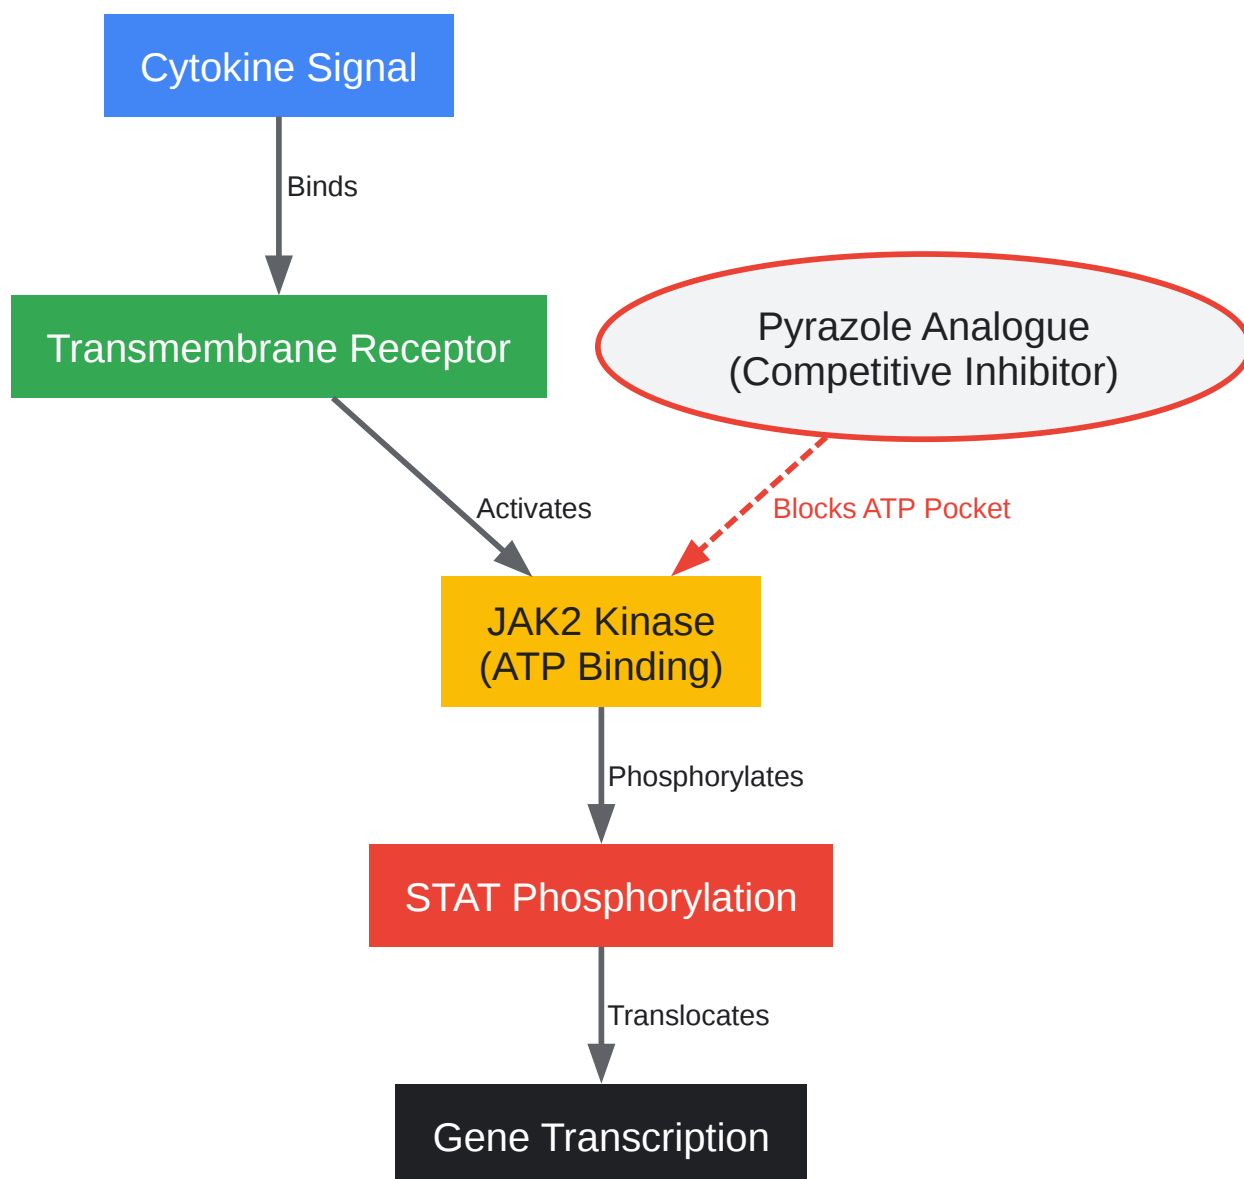 Cytokine Signal
Binds
Transmembrane Receptor
Pyrazole Analogue
(Competitive Inhibitor)
Activates
Blocks ATP Pocket
JAK2 Kinase
(ATP Binding)
Phosphorylates
STAT Phosphorylation
Translocates
Gene Transcription